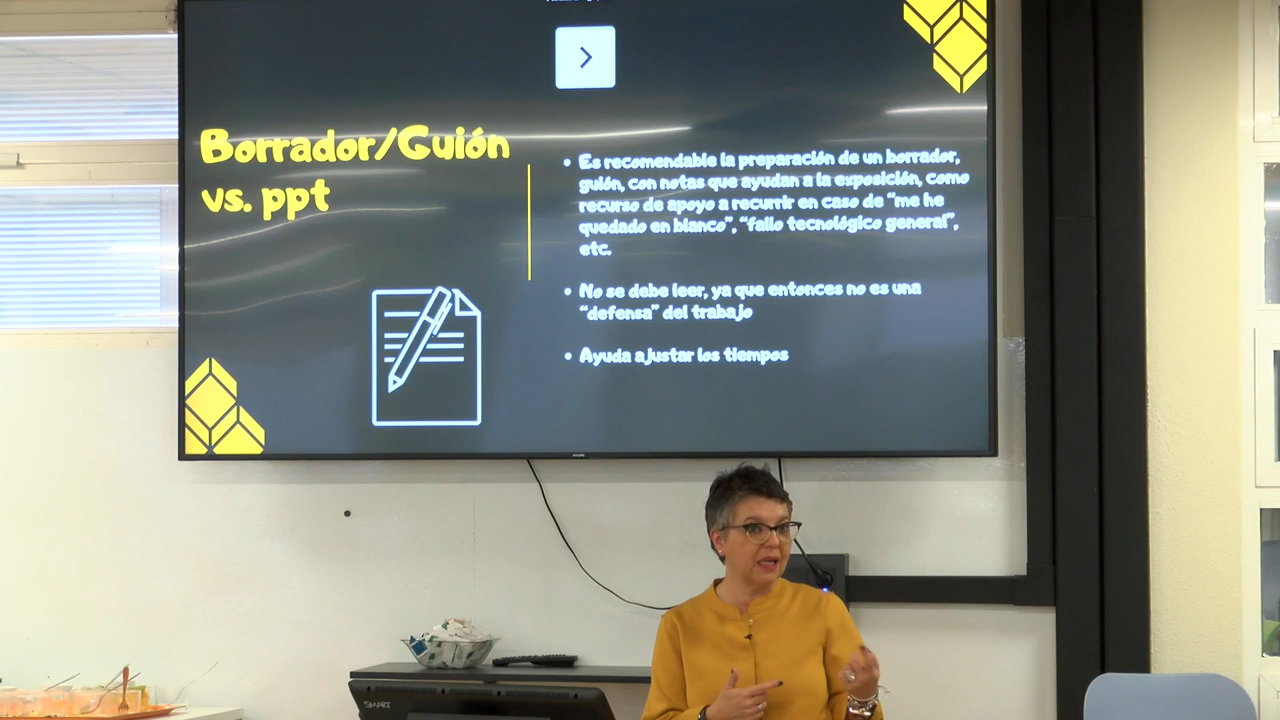 Borrador/Guión
vs. ppt
• Es recomendable la preparación de un borrador,
guión, con notas que ayudan a la exposición, como
recurso de apoyo a recurrir en caso de “me he
quedado en blanco”, “fallo tecnológico general”,
etc.
• No se debe leer, ya que entonces no es una
“defensa” del trabajo
• Ayuda ajustar los tiempos
SMART